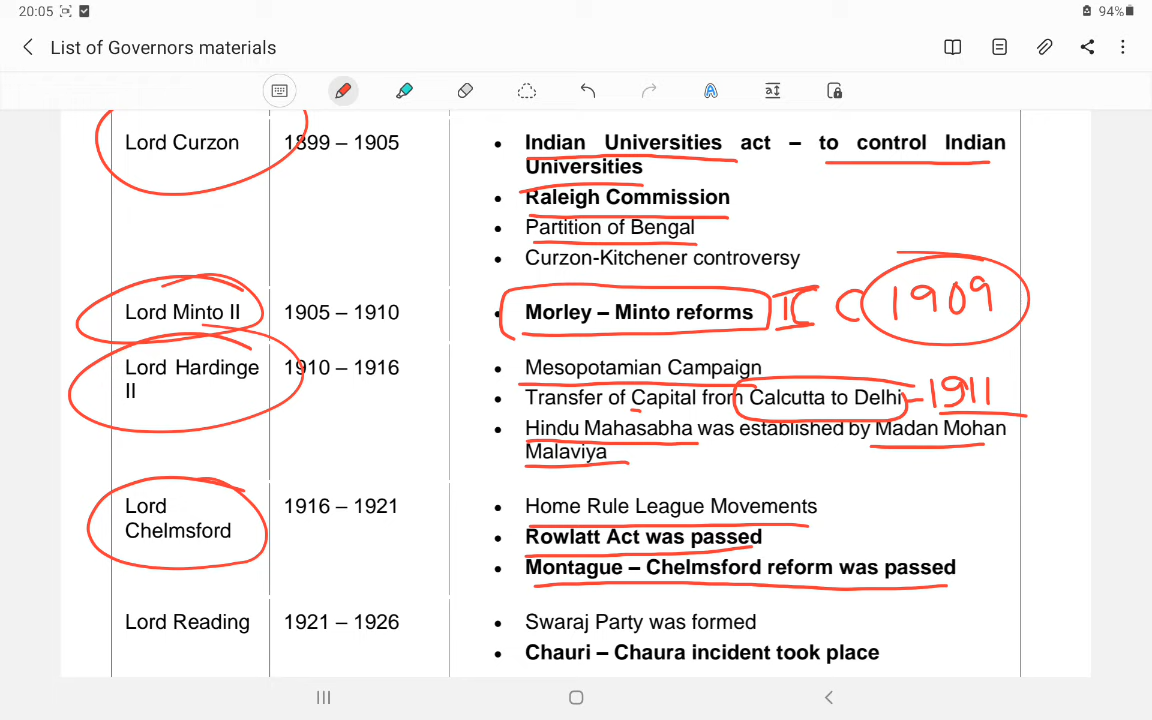 20:05
94%
List of Governors materials
Lord Curzon 1899 – 1905 • Indian Universities act – to control Indian
Universities
• Raleigh Commission
• Partition of Bengal
• Curzon-Kitchener controversy
Lord Minto II 1905 – 1910 • Morley – Minto reforms 1909
Lord Hardinge 1910 – 1916 • Mesopotamian Campaign
II • Transfer of Capital from Calcutta to Delhi - 1911
• Hindu Mahasabha was established by Madan Mohan
Malaviya
Lord 1916 – 1921 • Home Rule League Movements
Chelmsford • Rowlatt Act was passed
• Montague – Chelmsford reform was passed
Lord Reading 1921 – 1926 • Swaraj Party was formed
• Chauri – Chaura incident took place